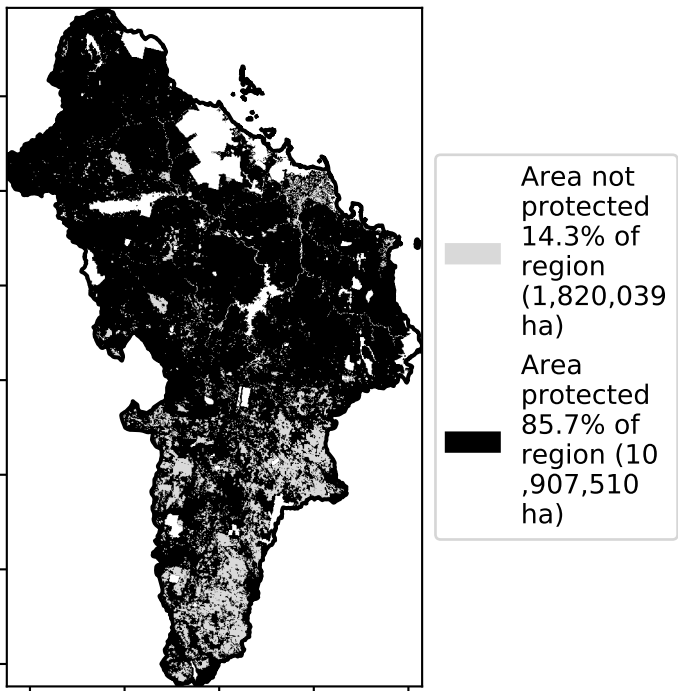 Area not
protected
14.3% of
region
(1,820,039
ha)
Area
protected
85.7% of
region (10
,907,510
ha)